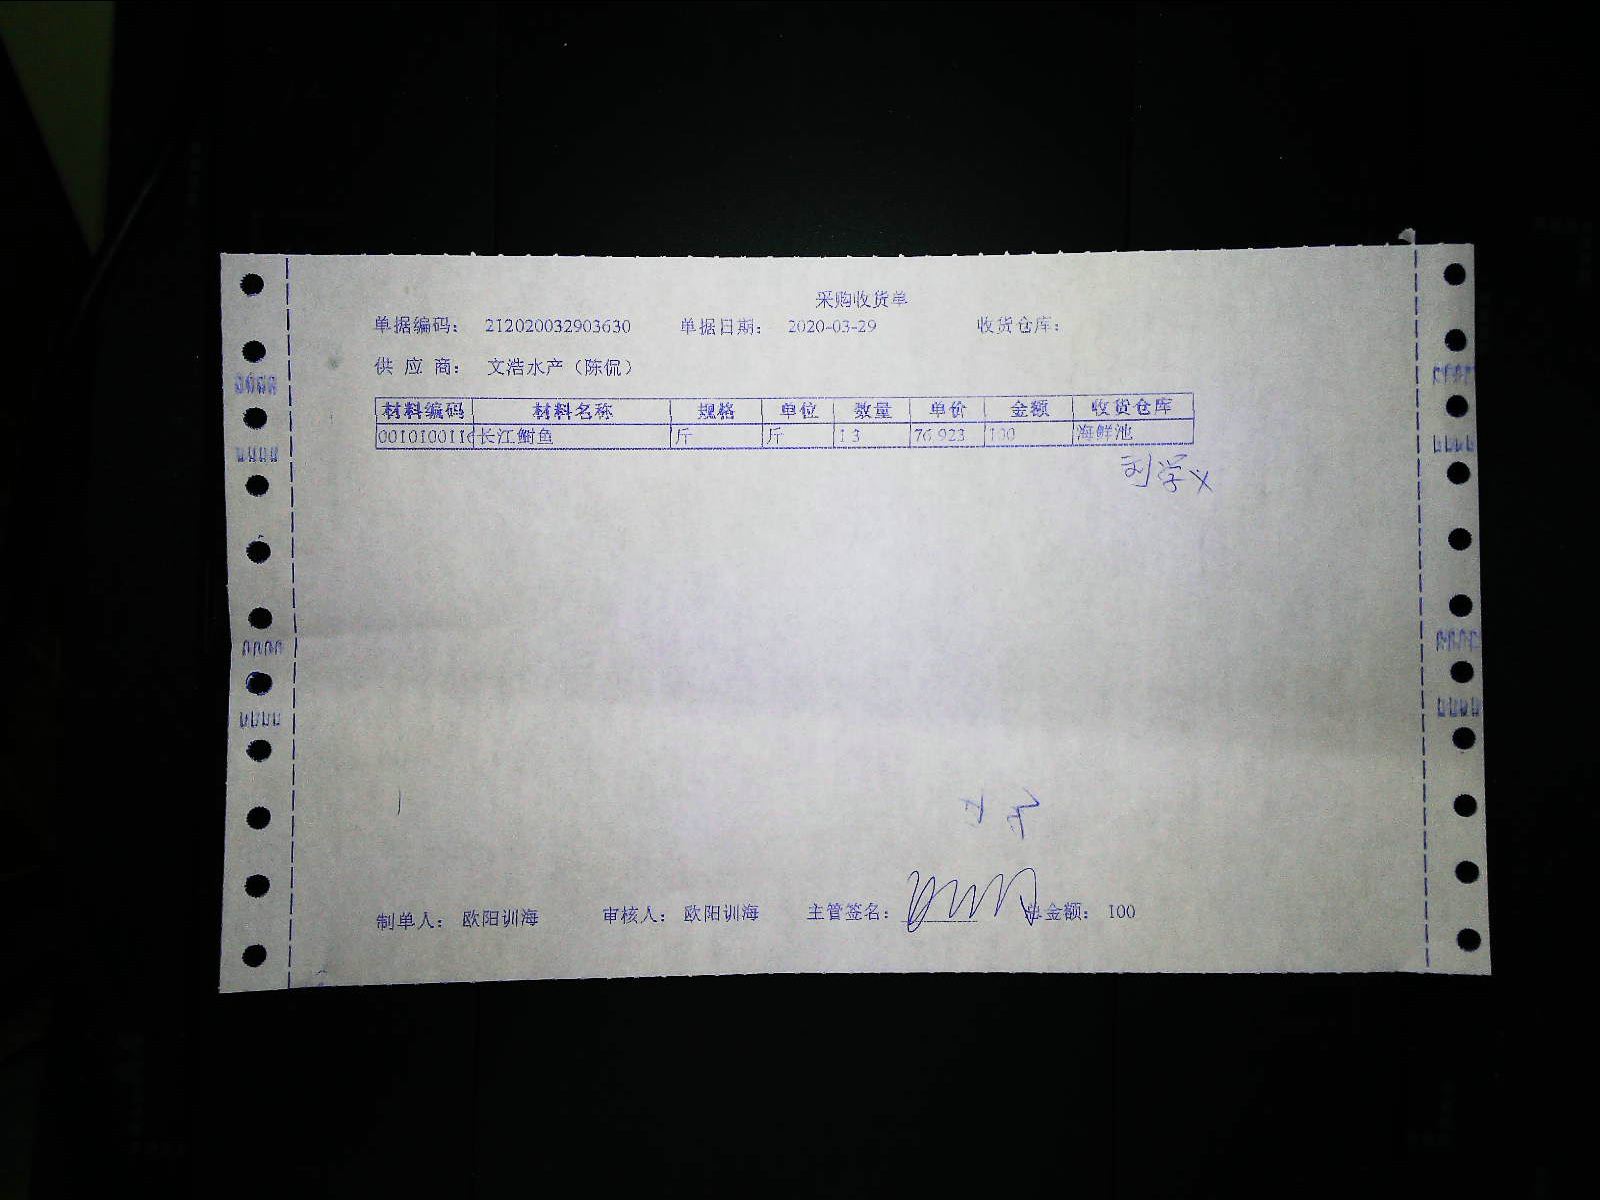 采购收货单
单据编码: 212020032903630 单据日期: 2020-03-29 收货仓库:
供 应 商: 文浩水产（陈侃）
材料编码 材料名称 规格 单位 数量 单价 金额 收货仓库
001010011 长江鮰鱼 斤 斤 1.3 76.923 100 海鲜池
刘学义
制单人: 欧阳训海 审核人: 欧阳训海 主管签名: 总金额: 100